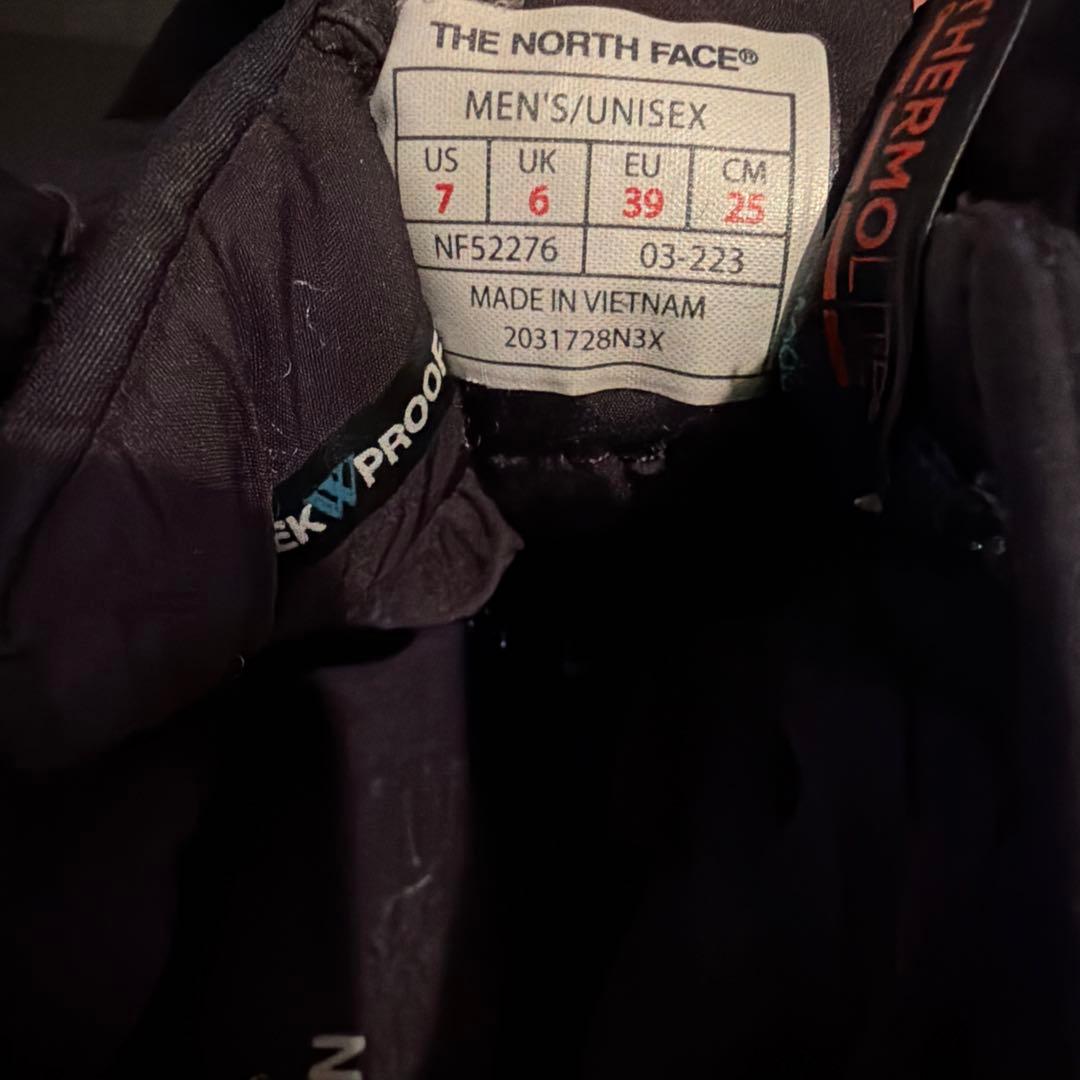 THE NORTH FACE®
MEN'S/UNISEX
US UK EU CM
7 6 39 25
NF52276 03-223
MADE IN VIETNAM
2031728N3X
THERMOLITE
EKWPROOF
N